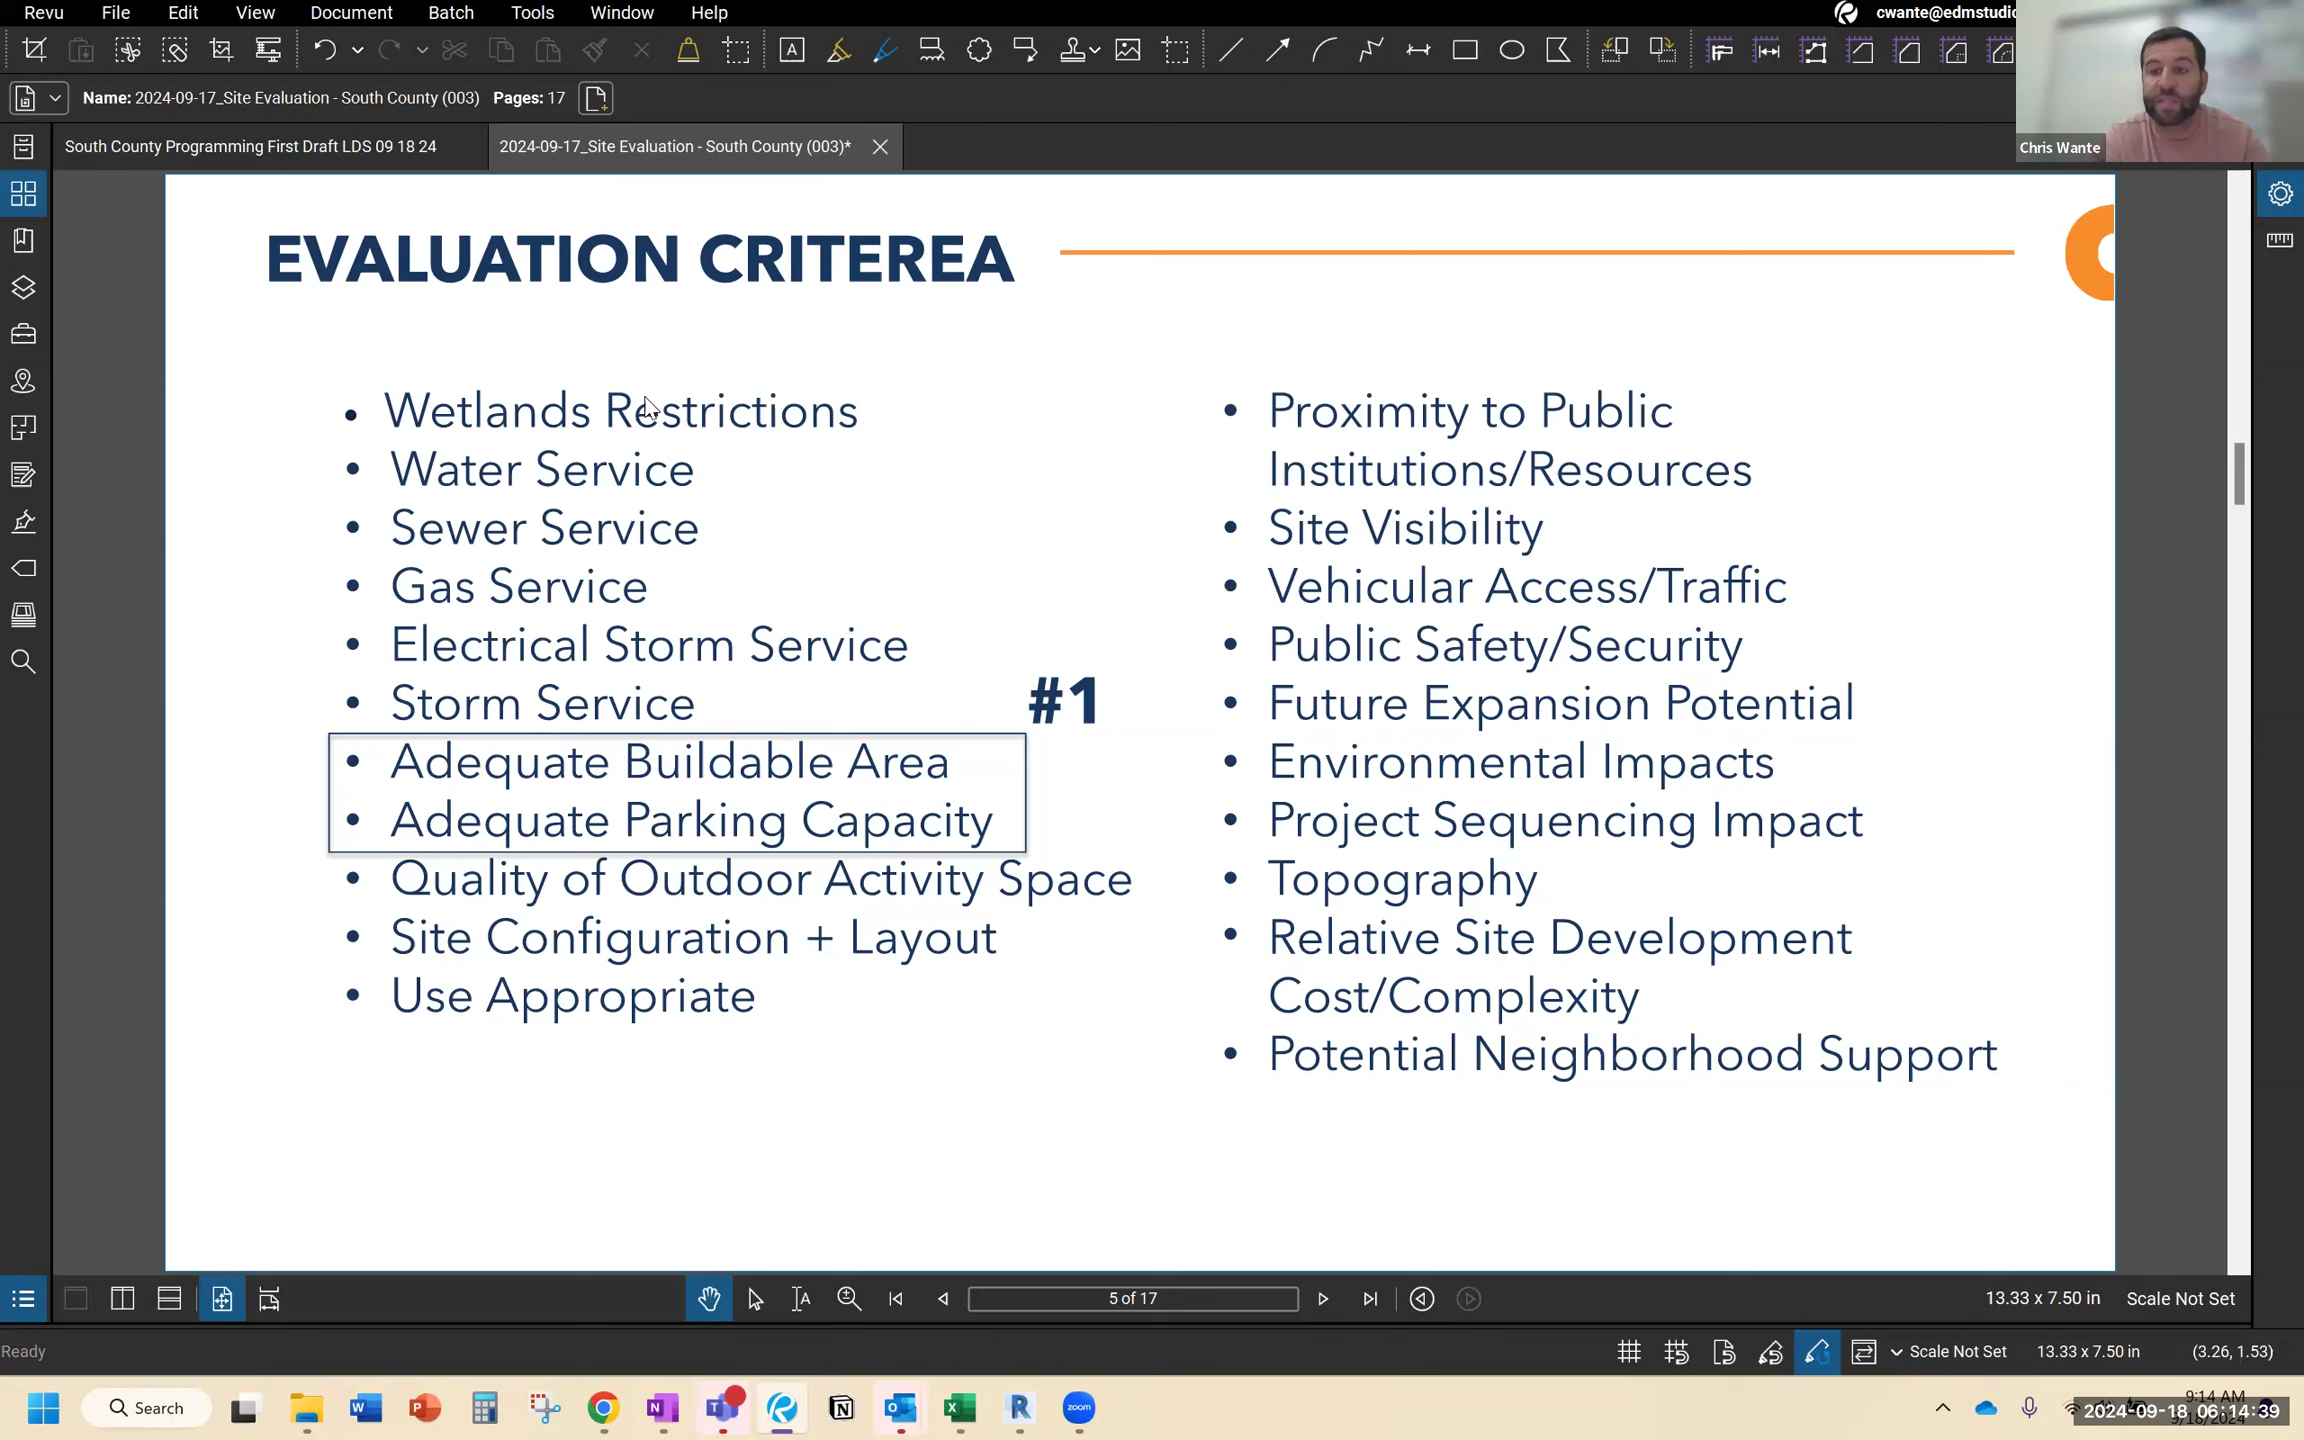 Revu File Edit View Document Batch Tools Window Help
cwante@edmstudio
Name: 2024-09-17_Site Evaluation - South County (003) Pages: 17
Chris Wante
South County Programming First Draft LDS 09 18 24
2024-09-17_Site Evaluation - South County (003)*
EVALUATION CRITEREA
• Wetlands Restrictions
• Water Service
• Sewer Service
• Gas Service
• Electrical Storm Service
• Storm Service
#1
• Adequate Buildable Area
• Adequate Parking Capacity
• Quality of Outdoor Activity Space
• Site Configuration + Layout
• Use Appropriate
• Proximity to Public
Institutions/Resources
• Site Visibility
• Vehicular Access/Traffic
• Public Safety/Security
• Future Expansion Potential
• Environmental Impacts
• Project Sequencing Impact
• Topography
• Relative Site Development
Cost/Complexity
• Potential Neighborhood Support
5 of 17
13.33 x 7.50 in Scale Not Set
Ready
Scale Not Set 13.33 x 7.50 in (3.26, 1.53)
Search
zoom
9:14 AM
2024-09-18 06:14:39